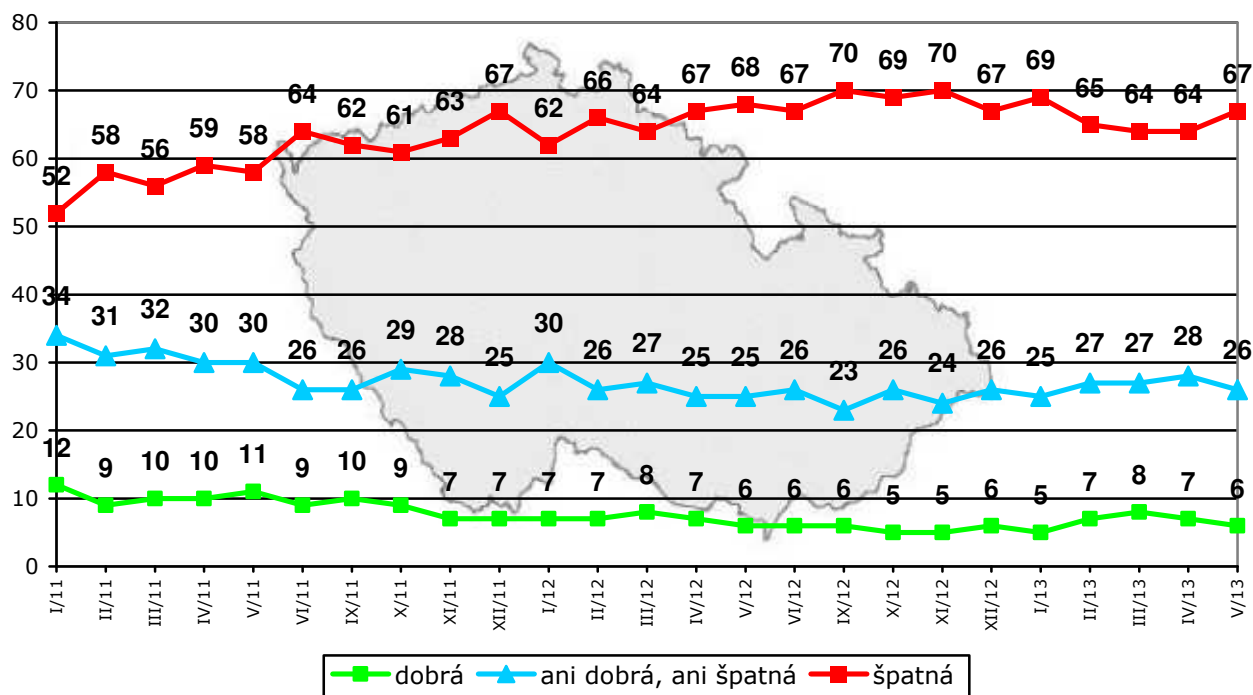 80
70
60
50
40
30
20
10
0
52 58 56 59 58 64 62 61 63 67 62 66 64 67 68 67 70 69 70 67 69 65 64 64 67
34 31 32 30 30 26 26 29 28 25 30 26 27 25 25 26 23 26 24 26 25 27 27 28 26
12 9 10 10 11 9 10 9 7 7 7 7 8 7 6 6 6 5 5 6 5 7 8 7 6
I/11 II/11 III/11 IV/11 V/11 VI/11 IX/11 X/11 XI/11 XII/11 I/12 II/12 III/12 IV/12 V/12 VI/12 IX/12 X/12 XI/12 XII/12 I/13 II/13 III/13 IV/13 V/13
dobrá ani dobrá, ani špatná špatná